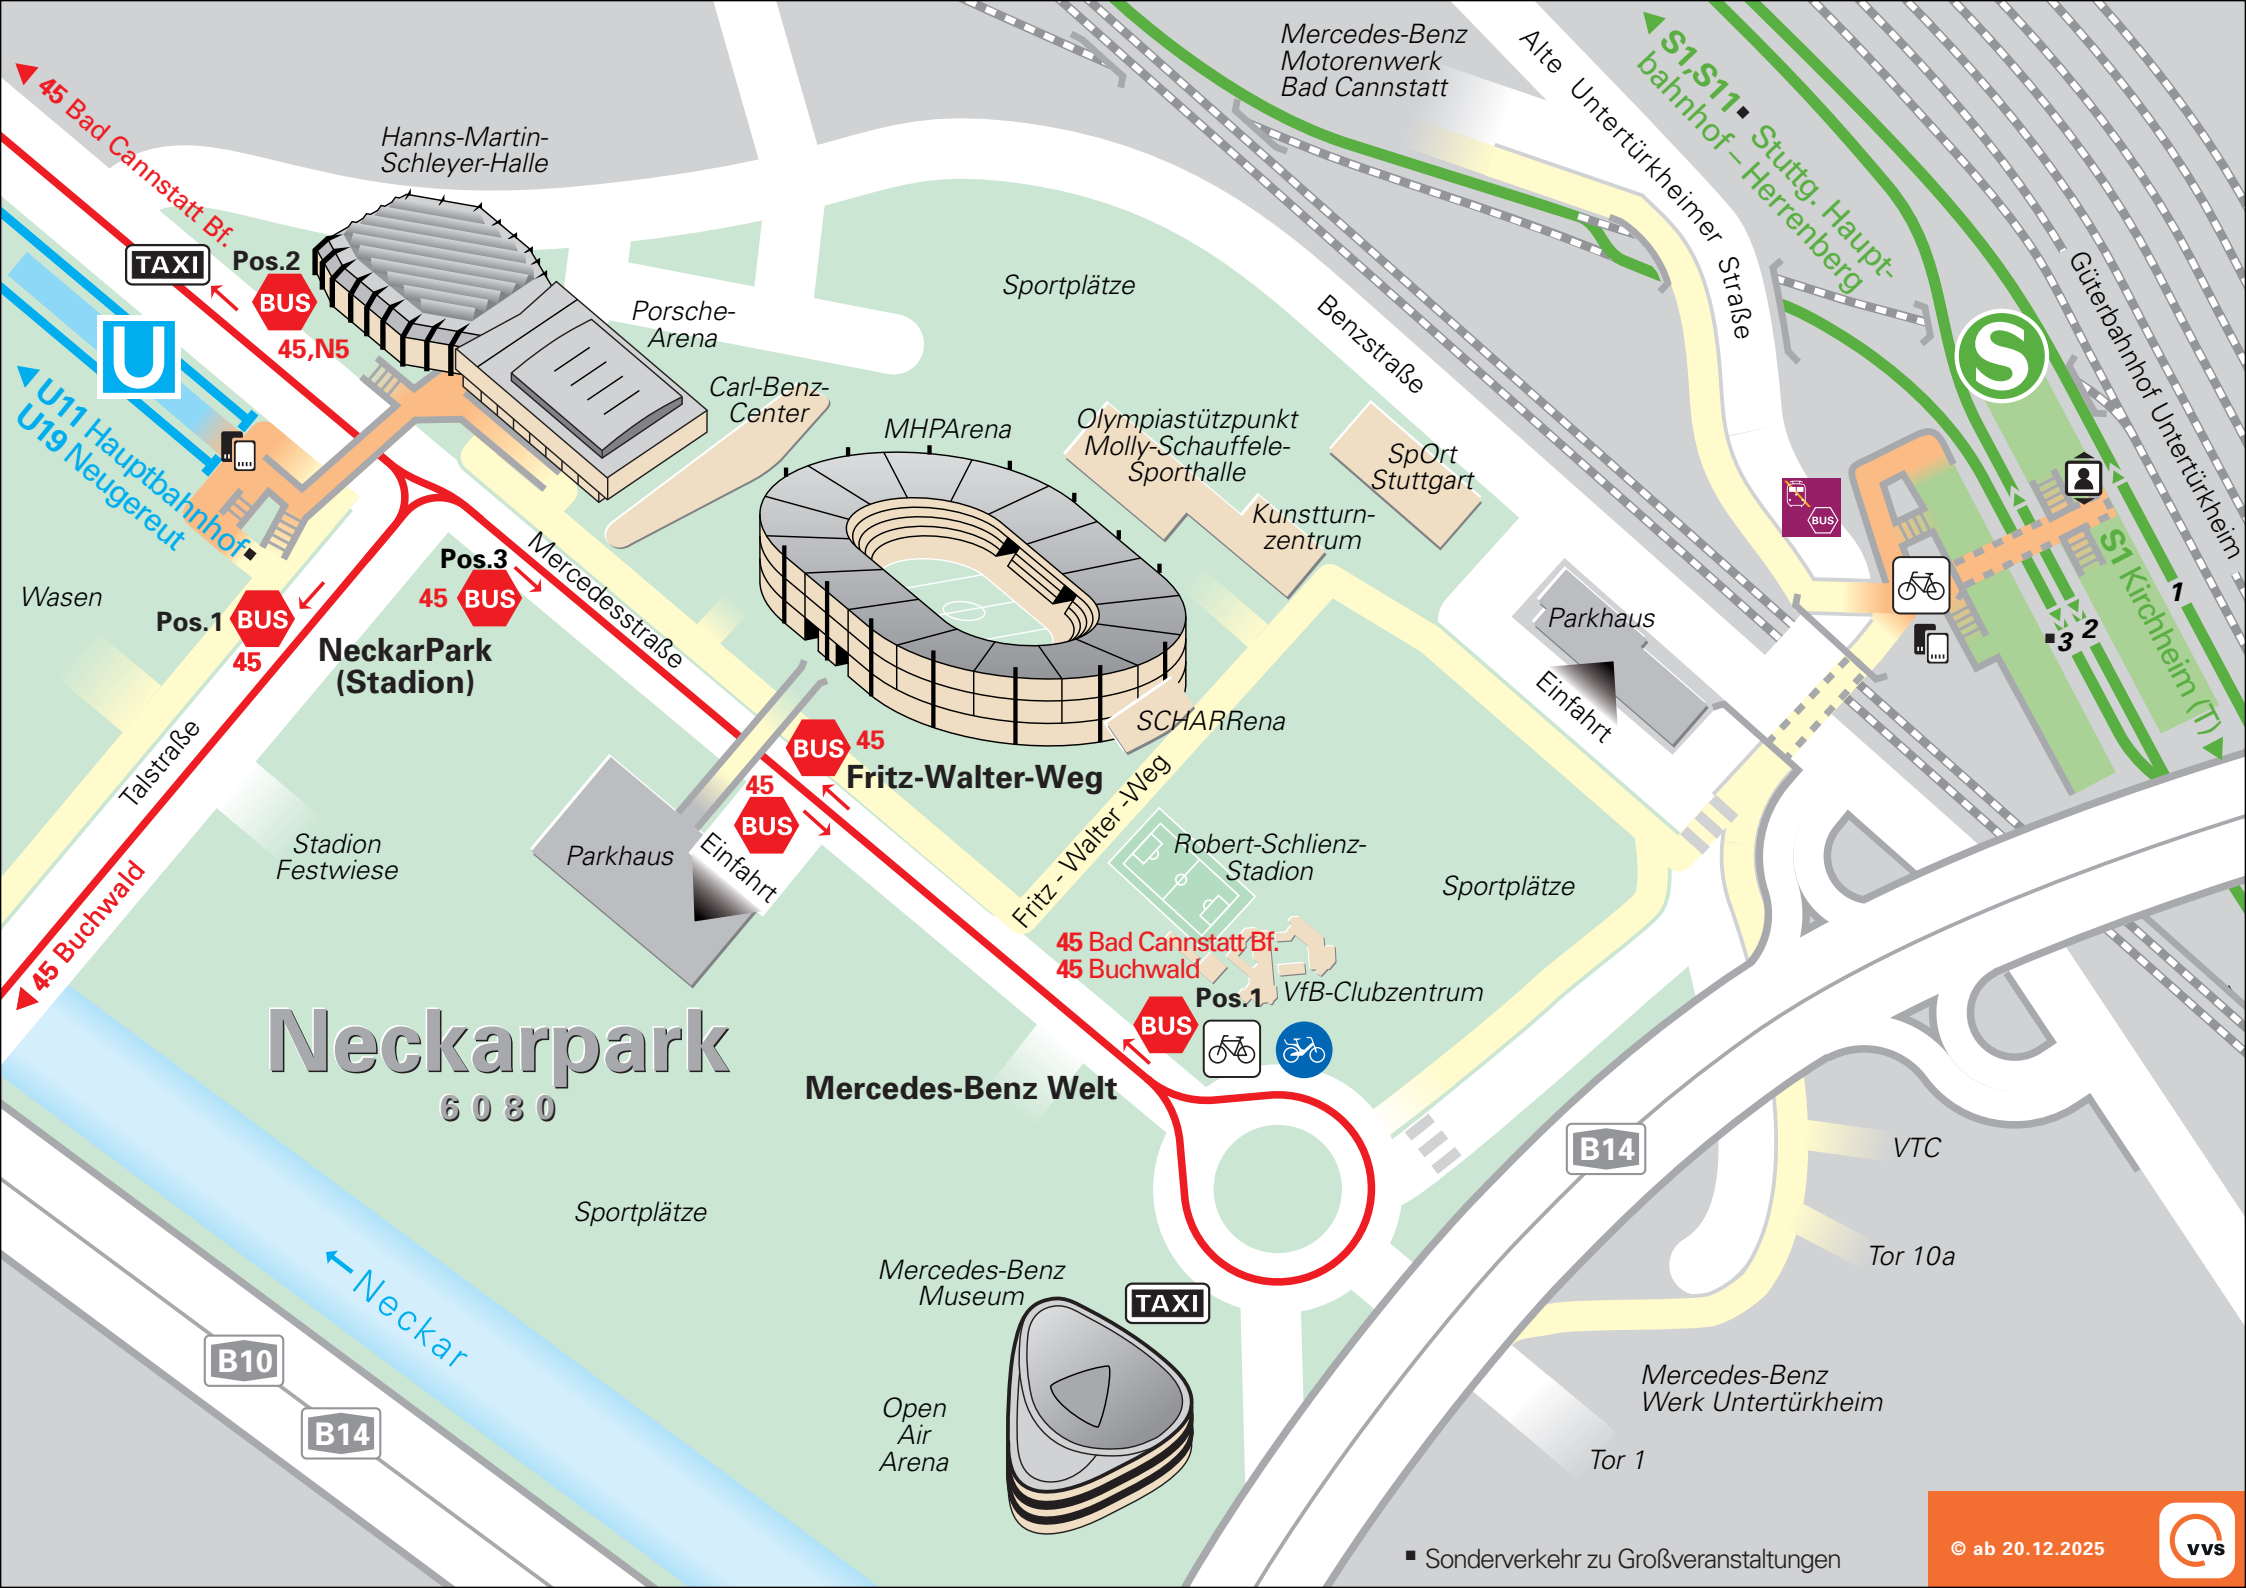 Mercedes-Benz
Motorenwerk
Bad Cannstatt
Alte Untertürkheimer Straße
S1,S11▪ Stuttg. Haupt-
bahnhof – Herrenberg
45 Bad Cannstatt Bf.
Hanns-Martin-
Schleyer-Halle
TAXI
Pos.2
BUS
45,N5
U
U11 Hauptbahnhof▪
U19 Neugereut
Porsche-
Arena
Carl-Benz-
Center
Sportplätze
Benzstraße
MHPArena
Olympiastützpunkt
Molly-Schauffele-
Sporthalle
SpOrt
Stuttgart
Kunstturn-
zentrum
S
Güterbahnhof Untertürkheim
BUS
S1 Kirchheim (T)
1
2
▪3
Wasen
Pos.1
BUS
45
Pos.3
45
BUS
NeckarPark
(Stadion)
Mercedesstraße
Talstraße
45 Buchwald
Parkhaus
Einfahrt
SCHARRena
BUS
45
Fritz-Walter-Weg
45
BUS
Fritz - Walter -Weg
Stadion
Festwiese
Parkhaus
Einfahrt
Robert-Schlienz-
Stadion
Sportplätze
45 Bad Cannstatt Bf.
45 Buchwald
Pos.1
BUS
VfB-Clubzentrum
Neckarpark
6080
Mercedes-Benz Welt
B14
VTC
Tor 10a
Sportplätze
Neckar
B10
B14
Mercedes-Benz
Museum
TAXI
Open
Air
Arena
Mercedes-Benz
Werk Untertürkheim
Tor 1
▪ Sonderverkehr zu Großveranstaltungen
© ab 20.12.2025
vvs